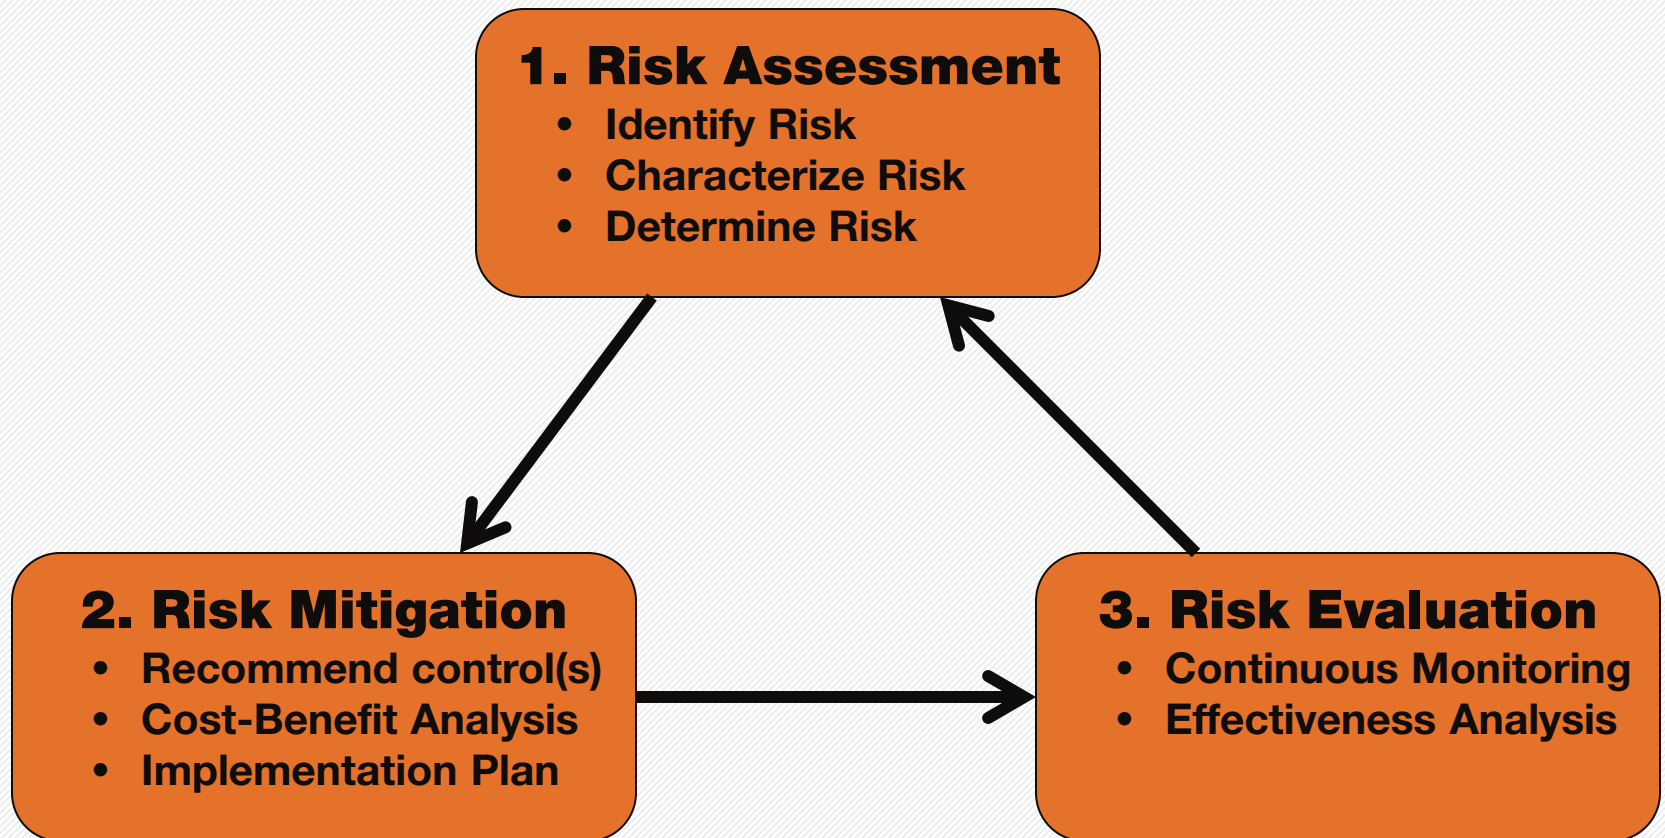 1. Risk Assessment
• Identify Risk
• Characterize Risk
• Determine Risk
2. Risk Mitigation
• Recommend control(s)
• Cost-Benefit Analysis
• Implementation Plan
3. Risk Evaluation
• Continuous Monitoring
• Effectiveness Analysis